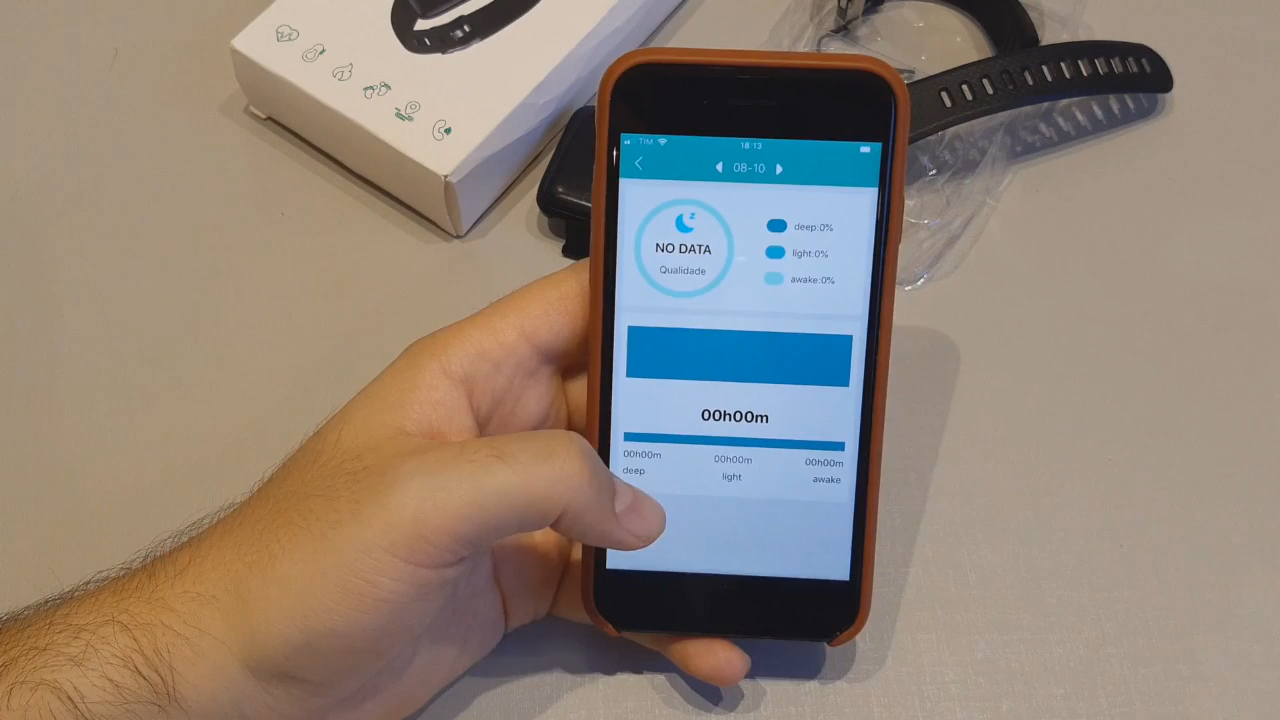 TIM
18:13
08-10
NO DATA
Qualidade
deep:0%
light:0%
awake:0%
00h00m
00h00m 00h00m 00h00m
deep light awake